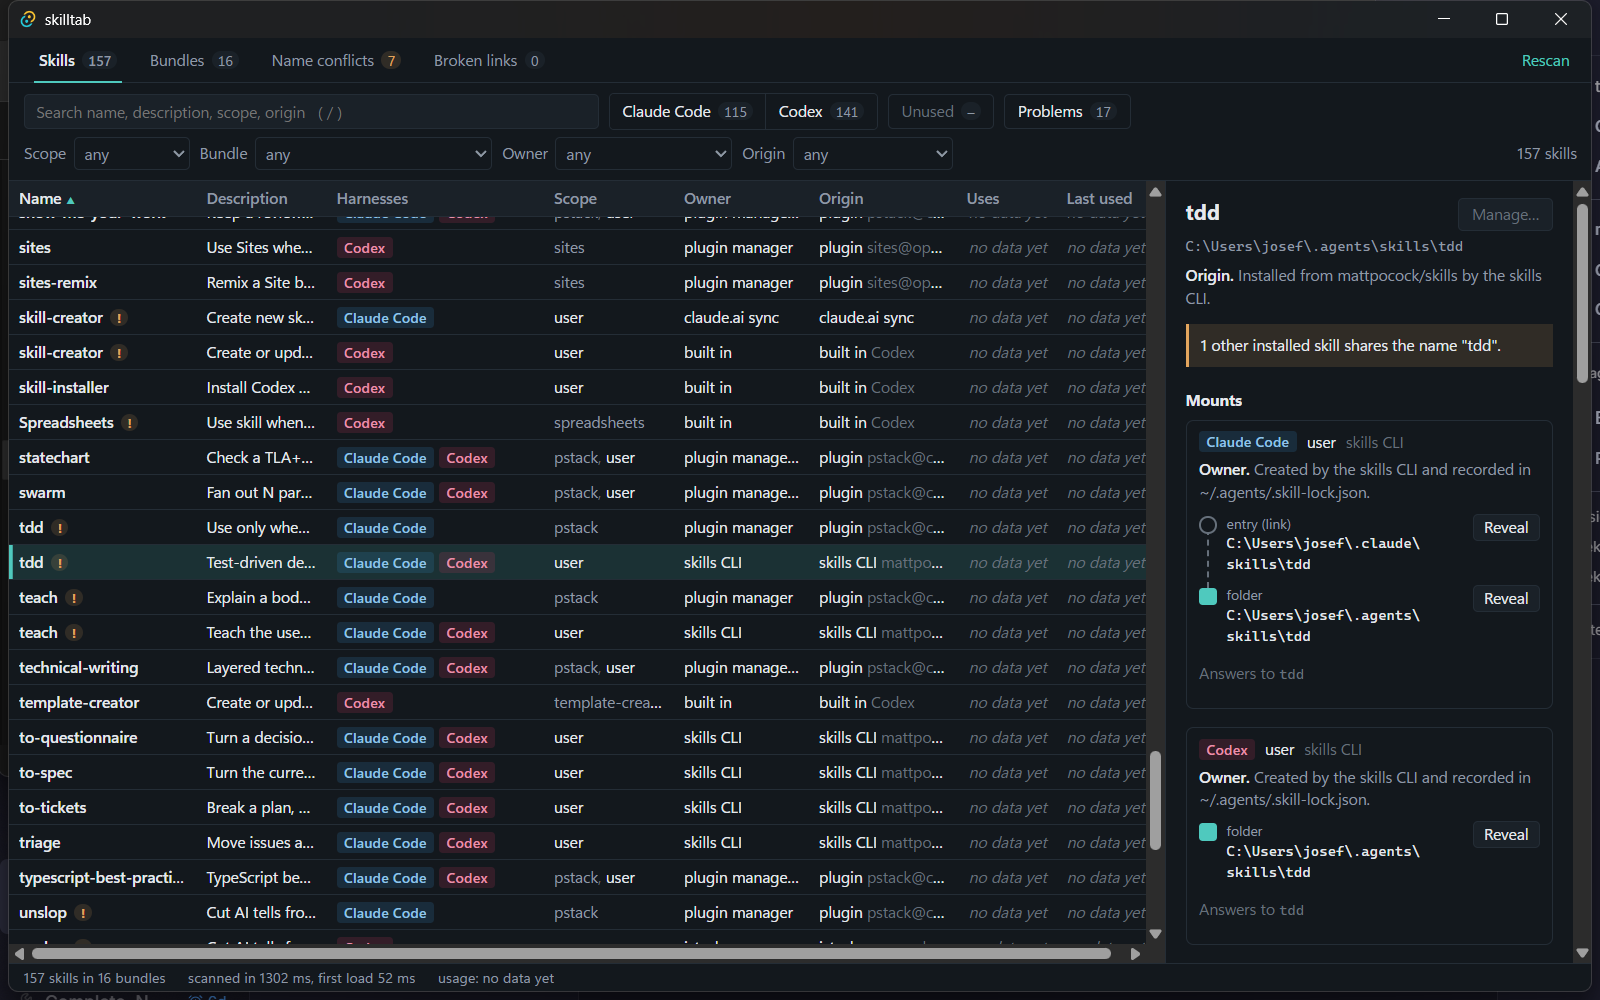 skilltab
Skills 157 Bundles 16 Name conflicts 7 Broken links 0 Rescan
Search name, description, scope, origin ( / ) Claude Code 115 Codex 141 Unused – Problems 17
Scope any Bundle any Owner any Origin any 157 skills
Name ▲ Description Harnesses Scope Owner Origin Uses Last used
sites Use Sites whe... Codex sites plugin manager plugin sites@op... no data yet no data yet
sites-remix Remix a Site b... Codex sites plugin manager plugin sites@op... no data yet no data yet
skill-creator ! Create new sk... Claude Code user claude.ai sync claude.ai sync no data yet no data yet
skill-creator ! Create or upd... Codex user built in built in Codex no data yet no data yet
skill-installer Install Codex ... Codex user built in built in Codex no data yet no data yet
Spreadsheets ! Use skill when... Codex spreadsheets built in built in Codex no data yet no data yet
statechart Check a TLA+... Claude Code Codex pstack, user plugin manage... plugin pstack@c... no data yet no data yet
swarm Fan out N par... Claude Code Codex pstack, user plugin manage... plugin pstack@c... no data yet no data yet
tdd ! Use only whe... Claude Code pstack plugin manager plugin pstack@c... no data yet no data yet
tdd ! Test-driven de... Claude Code Codex user skills CLI skills CLI mattpo... no data yet no data yet
teach ! Explain a bod... Claude Code pstack plugin manager plugin pstack@c... no data yet no data yet
teach ! Teach the use... Claude Code Codex user skills CLI skills CLI mattpo... no data yet no data yet
technical-writing Layered techn... Claude Code Codex pstack, user plugin manage... plugin pstack@c... no data yet no data yet
template-creator Create or upd... Codex template-crea... built in built in Codex no data yet no data yet
to-questionnaire Turn a decisio... Claude Code Codex user skills CLI skills CLI mattpo... no data yet no data yet
to-spec Turn the curre... Claude Code Codex user skills CLI skills CLI mattpo... no data yet no data yet
to-tickets Break a plan, ... Claude Code Codex user skills CLI skills CLI mattpo... no data yet no data yet
triage Move issues a... Claude Code Codex user skills CLI skills CLI mattpo... no data yet no data yet
typescript-best-practi... TypeScript be... Claude Code Codex pstack, user plugin manage... plugin pstack@c... no data yet no data yet
unslop ! Cut AI tells fro... Claude Code pstack plugin manager plugin pstack@c... no data yet no data yet
tdd Manage...
C:\Users\josef\.agents\skills\tdd
Origin. Installed from mattpocock/skills by the skills
CLI.
1 other installed skill shares the name "tdd".
Mounts
Claude Code user skills CLI
Owner. Created by the skills CLI and recorded in
~/.agents/.skill-lock.json.
entry (link) Reveal
C:\Users\josef\.claude\
skills\tdd
folder Reveal
C:\Users\josef\.agents\
skills\tdd
Answers to tdd
Codex user skills CLI
Owner. Created by the skills CLI and recorded in
~/.agents/.skill-lock.json.
folder Reveal
C:\Users\josef\.agents\
skills\tdd
Answers to tdd
157 skills in 16 bundles scanned in 1302 ms, first load 52 ms usage: no data yet